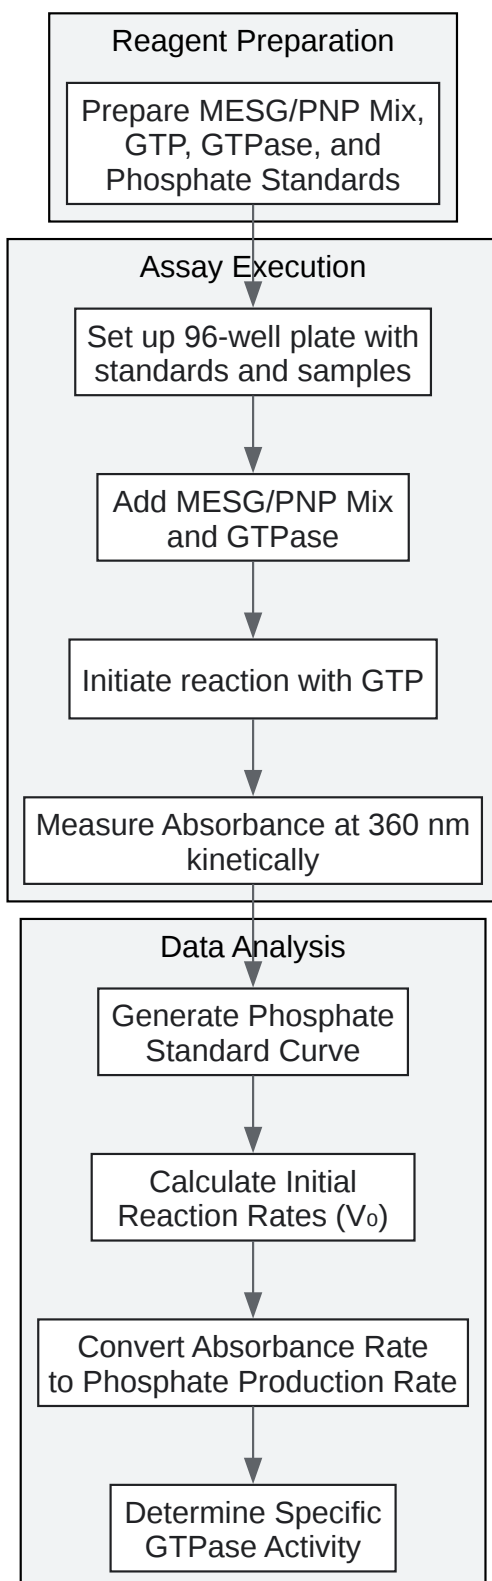 Reagent Preparation
Prepare MESG/PNP Mix,
GTP, GTPase, and
Phosphate Standards
Assay Execution
Set up 96-well plate with
standards and samples
Add MESG/PNP Mix
and GTPase
Initiate reaction with GTP
Measure Absorbance at 360 nm
kinetically
Data Analysis
Generate Phosphate
Standard Curve
Calculate Initial
Reaction Rates (V₀)
Convert Absorbance Rate
to Phosphate Production Rate
Determine Specific
GTPase Activity